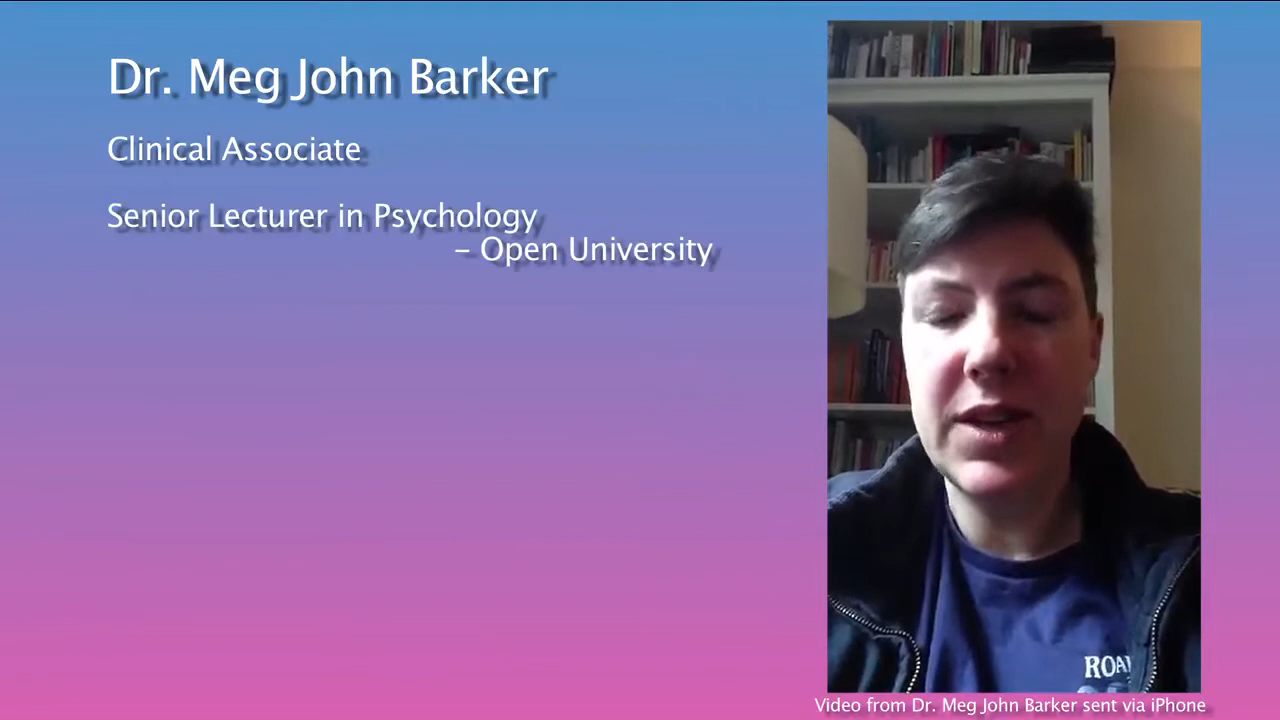 Dr. Meg John Barker
Clinical Associate
Senior Lecturer in Psychology
– Open University
Video from Dr. Meg John Barker sent via iPhone